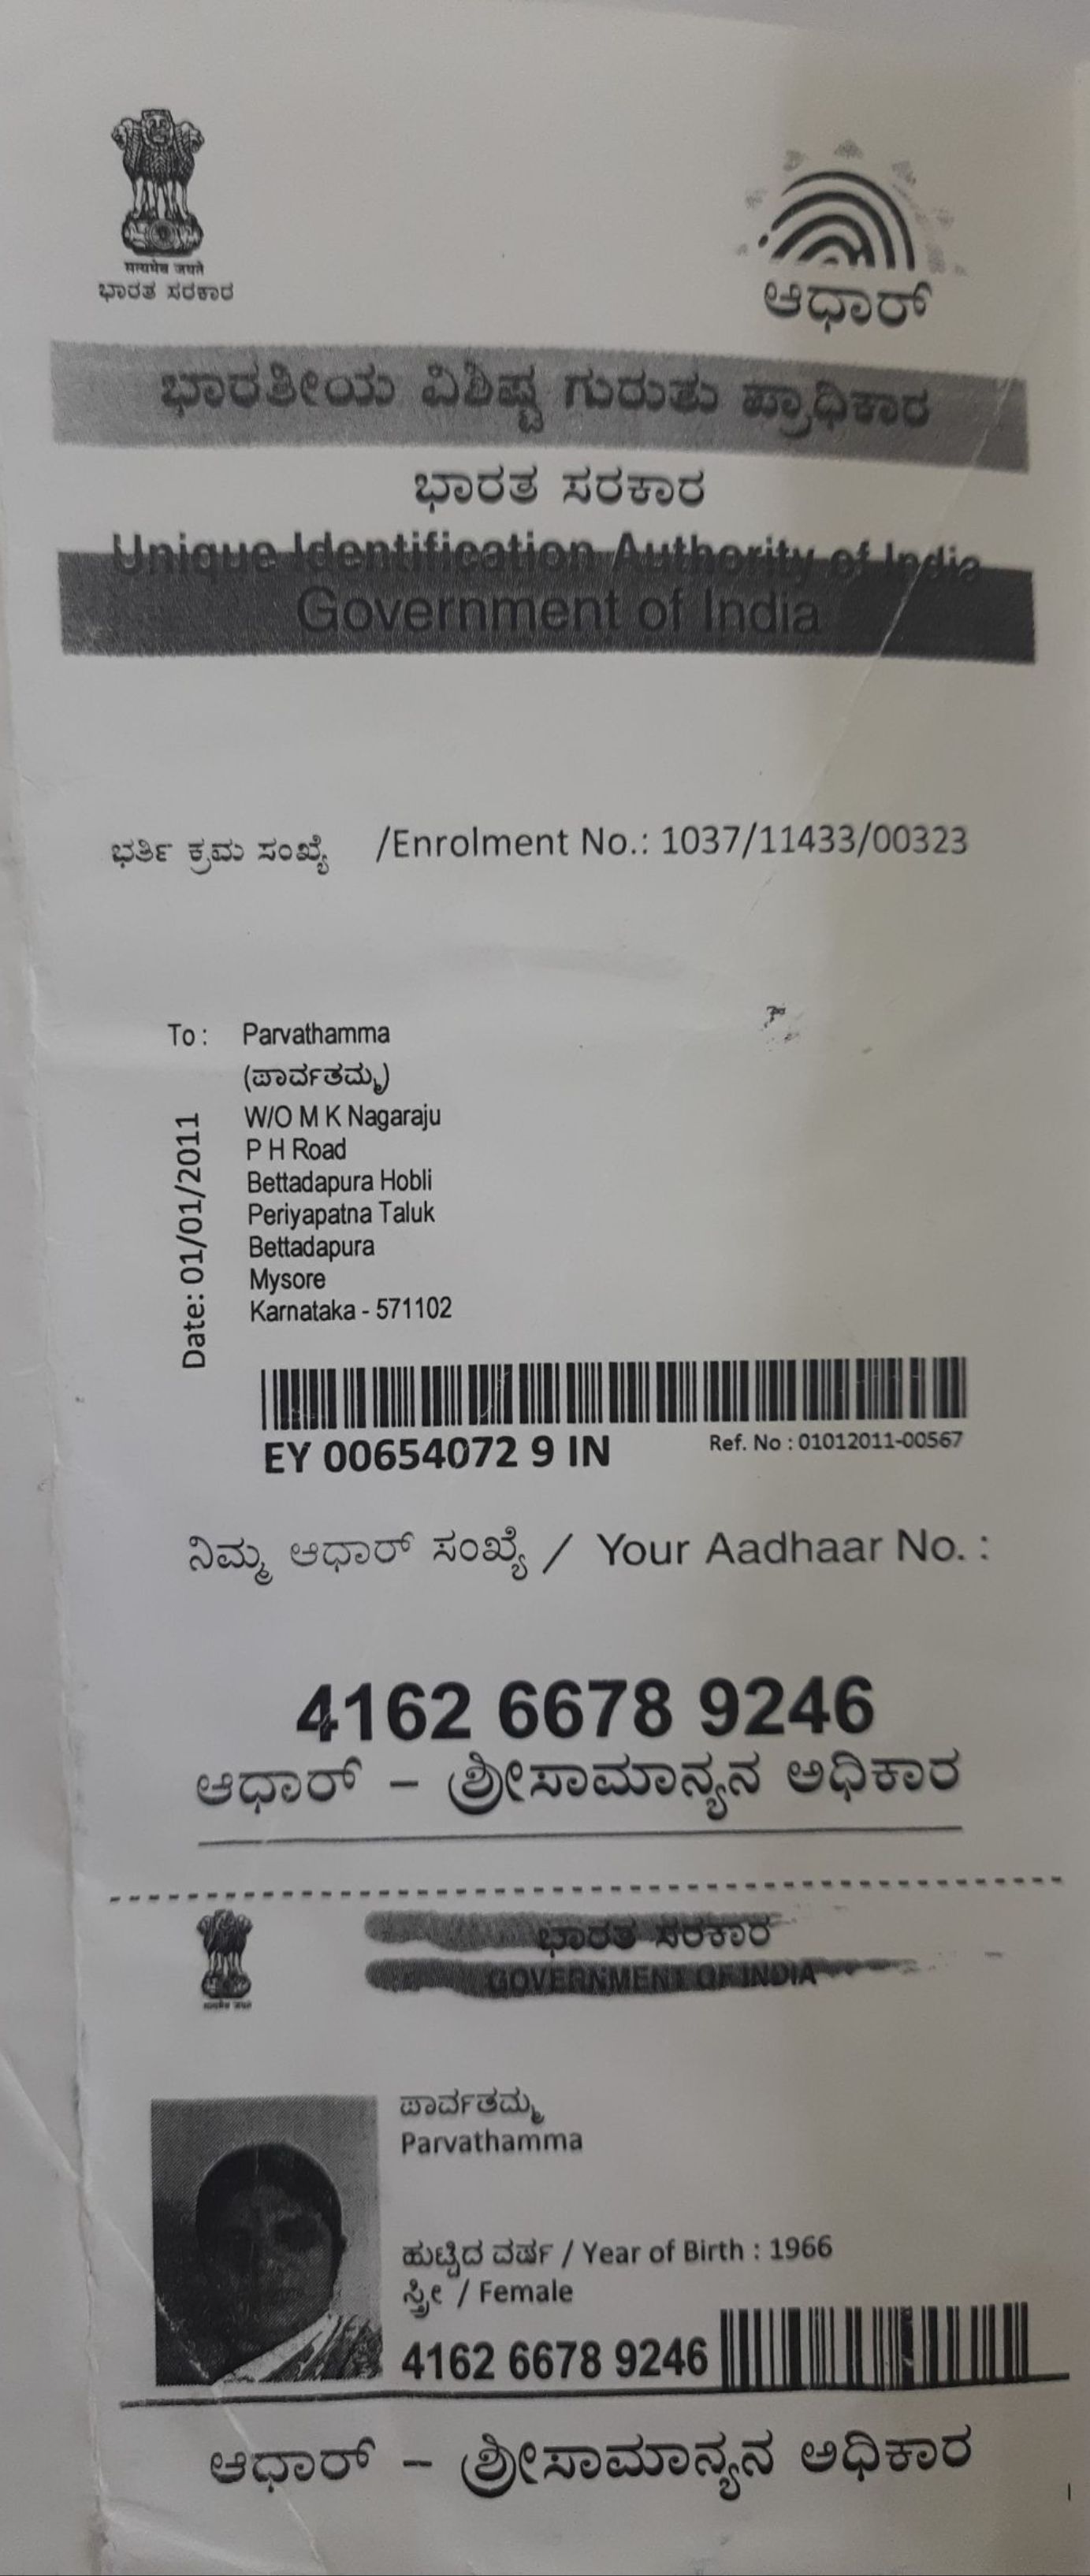 सत्यमेव जयते
ಭಾರತ ಸರಕಾರ
ಆಧಾರ್
ಭಾರತೀಯ ವಿಶಿಷ್ಟ ಗುರುತು ಪ್ರಾಧಿಕಾರ
ಭಾರತ ಸರಕಾರ
Unique Identification Authority of India
Government of India
ಭರ್ತಿ ಕ್ರಮ ಸಂಖ್ಯೆ /Enrolment No.: 1037/11433/00323
To : Parvathamma
(ಪಾರ್ವತಮ್ಮ)
W/O M K Nagaraju
P H Road
Bettadapura Hobli
Periyapatna Taluk
Bettadapura
Mysore
Karnataka - 571102
Date: 01/01/2011
EY 00654072 9 IN
Ref. No : 01012011-00567
ನಿಮ್ಮ ಆಧಾರ್ ಸಂಖ್ಯೆ / Your Aadhaar No. :
4162 6678 9246
ಆಧಾರ್ – ಶ್ರೀಸಾಮಾನ್ಯನ ಅಧಿಕಾರ
ಭಾರತ ಸರಕಾರ
GOVERNMENT OF INDIA
ಪಾರ್ವತಮ್ಮ
Parvathamma
ಹುಟ್ಟಿದ ವರ್ಷ / Year of Birth : 1966
ಸ್ತ್ರೀ / Female
4162 6678 9246
ಆಧಾರ್ – ಶ್ರೀಸಾಮಾನ್ಯನ ಅಧಿಕಾರ